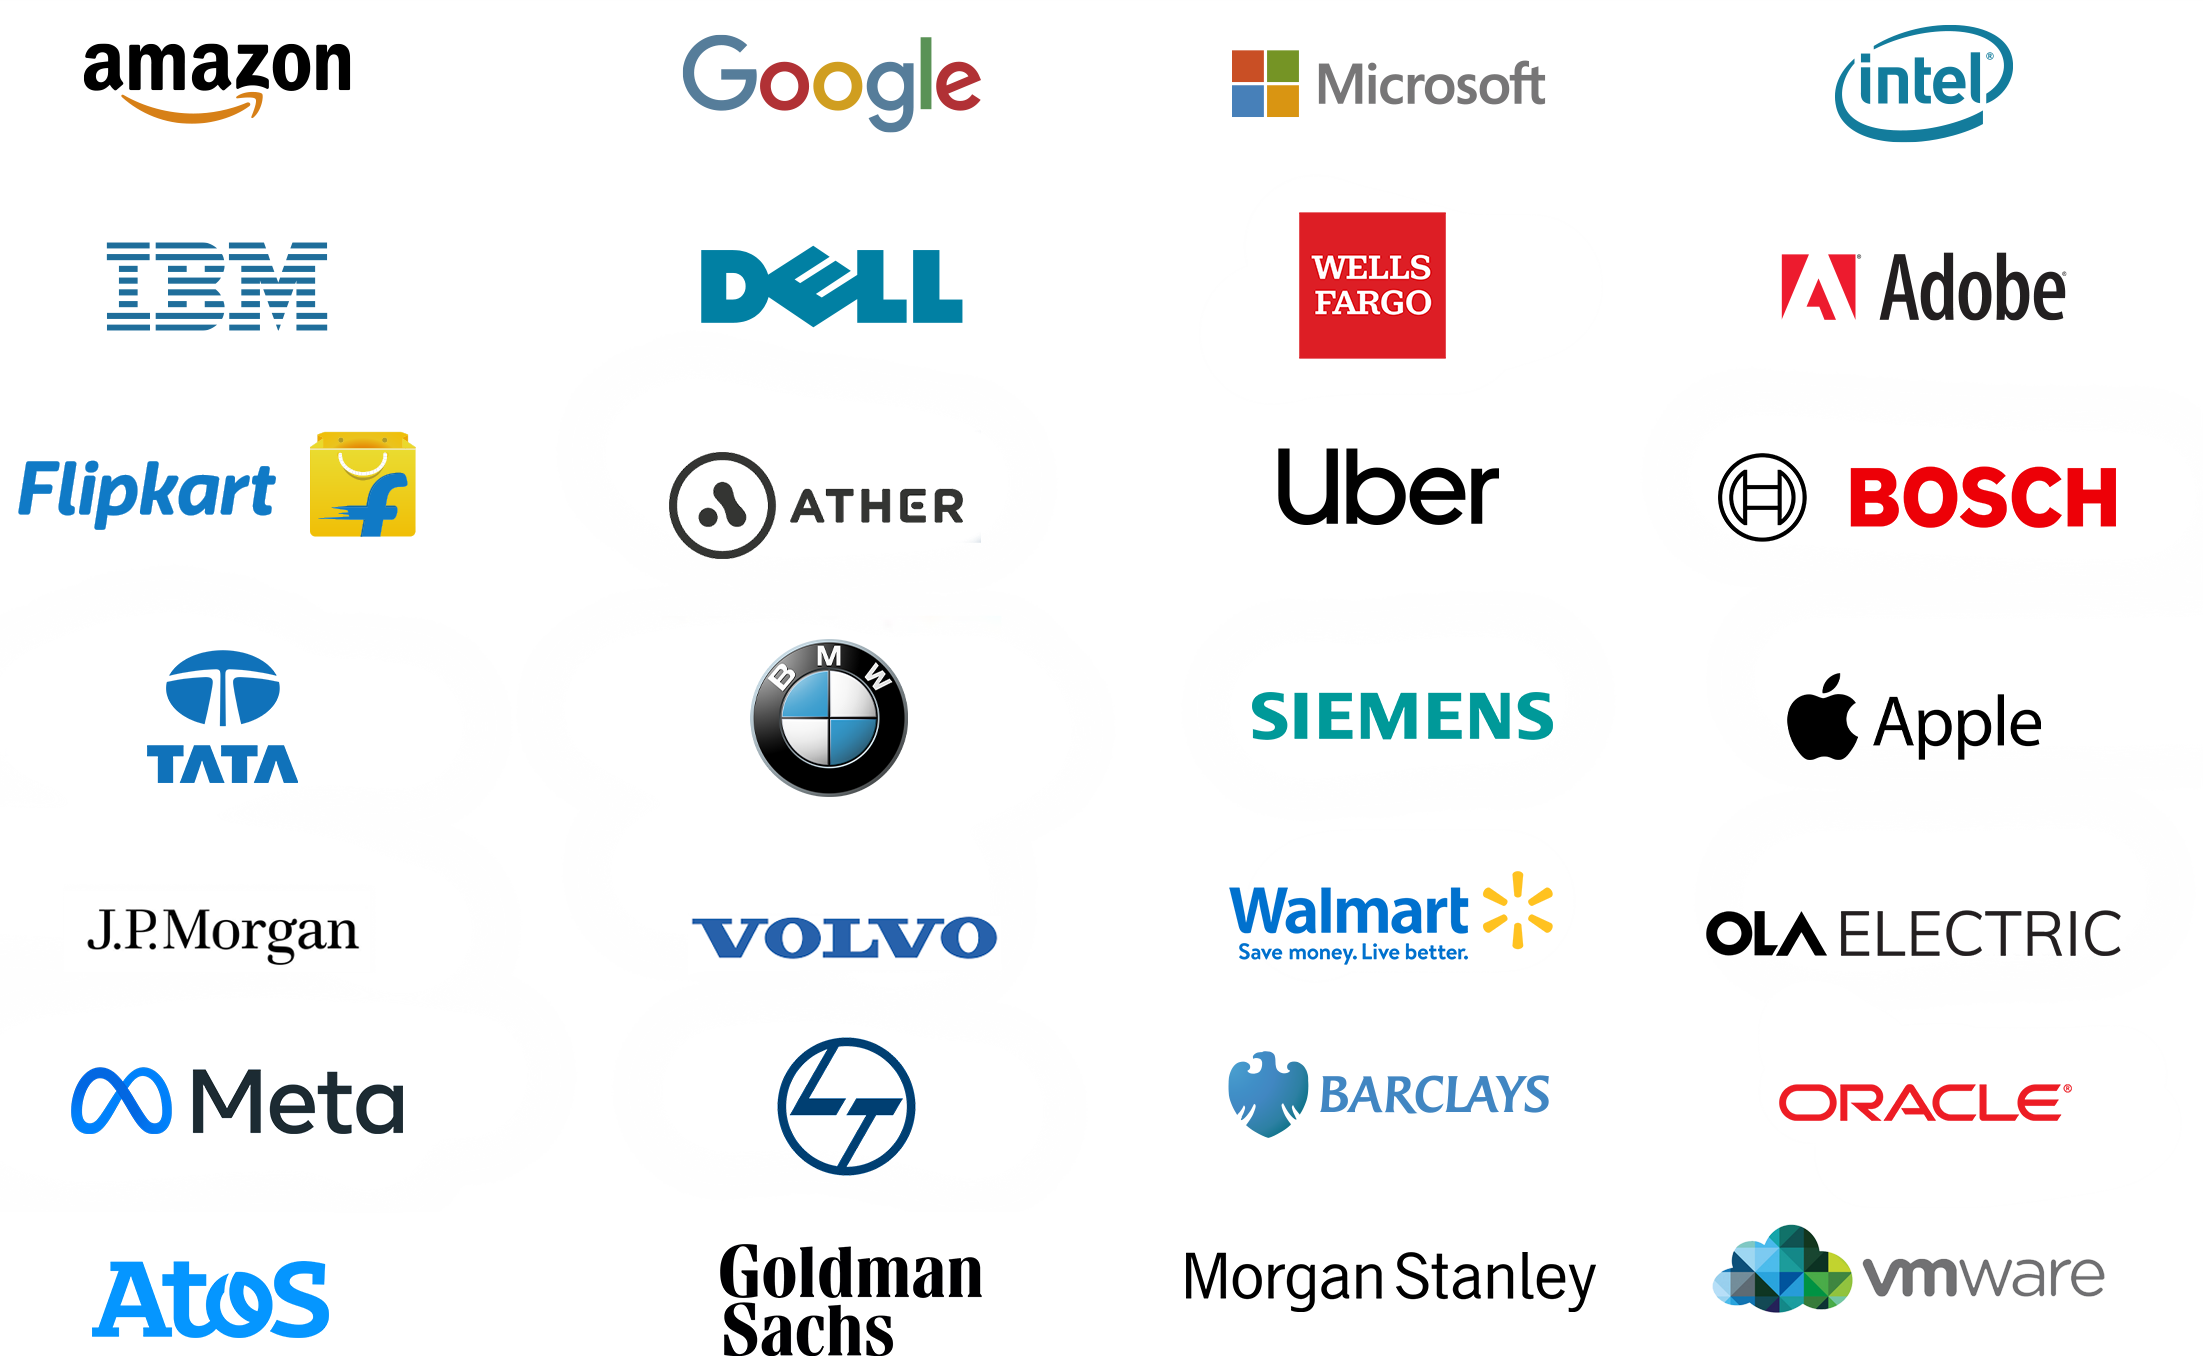 amazon
Google
Microsoft
intel®
IBM
DELL
WELLS
FARGO
Adobe®
Flipkart
f
ATHER
Uber
BOSCH
TATA
BMW
SIEMENS
Apple
J.P.Morgan
VOLVO
Walmart
Save money. Live better.
OLA ELECTRIC
Meta
LT
BARCLAYS
ORACLE®
Atos
Goldman
Sachs
Morgan Stanley
vmware